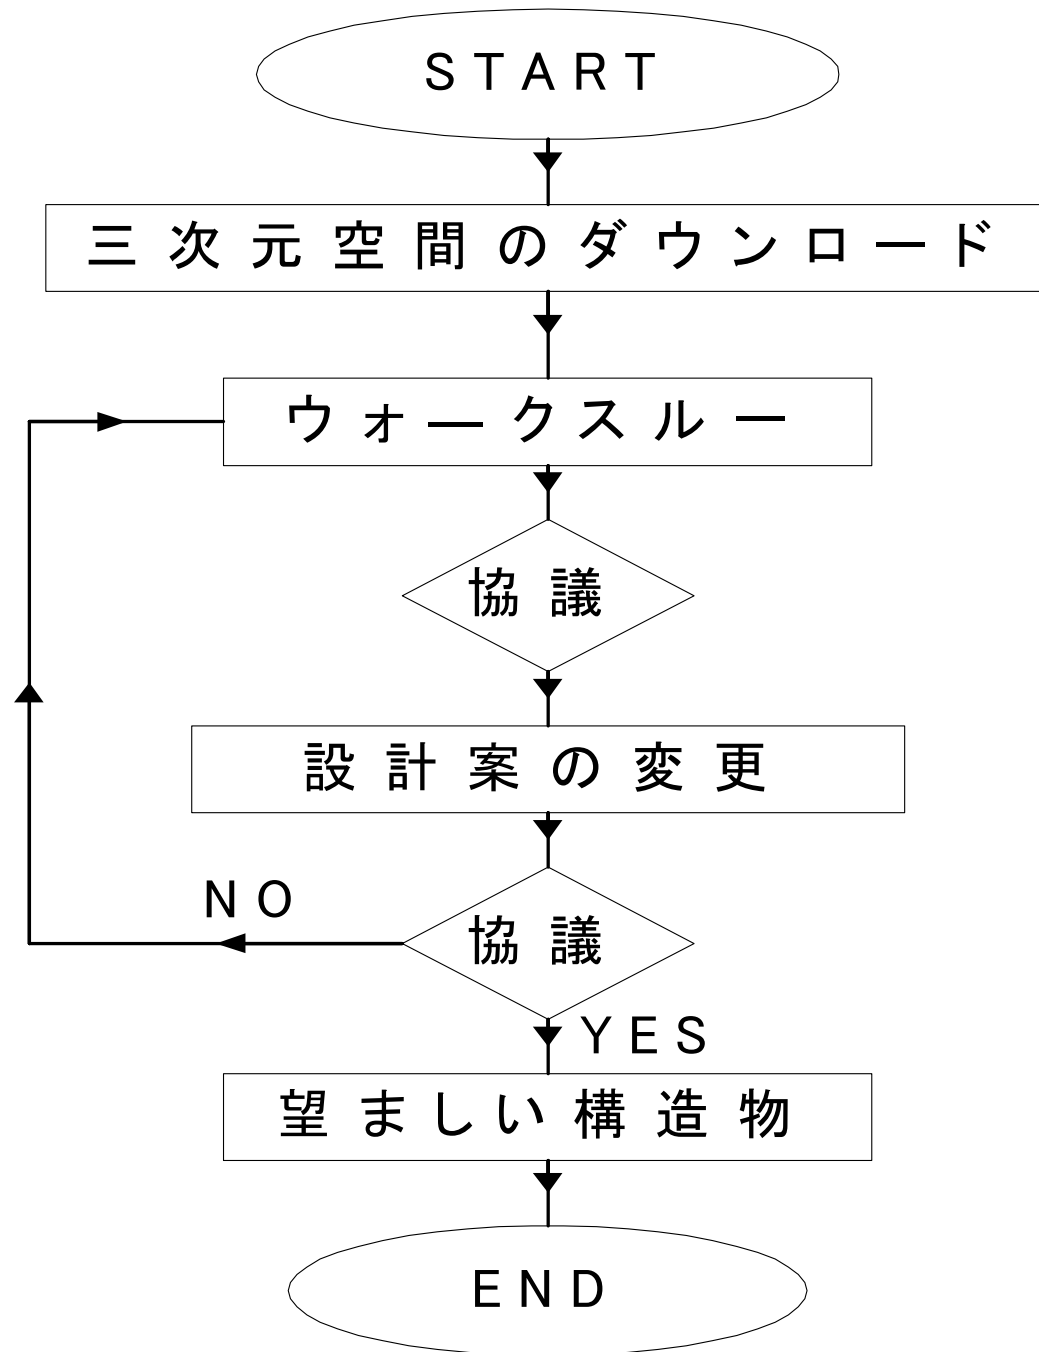 START
三次元空間のダウンロード
ウォークスルー
協議
設計案の変更
NO
協議
YES
望ましい構造物
END